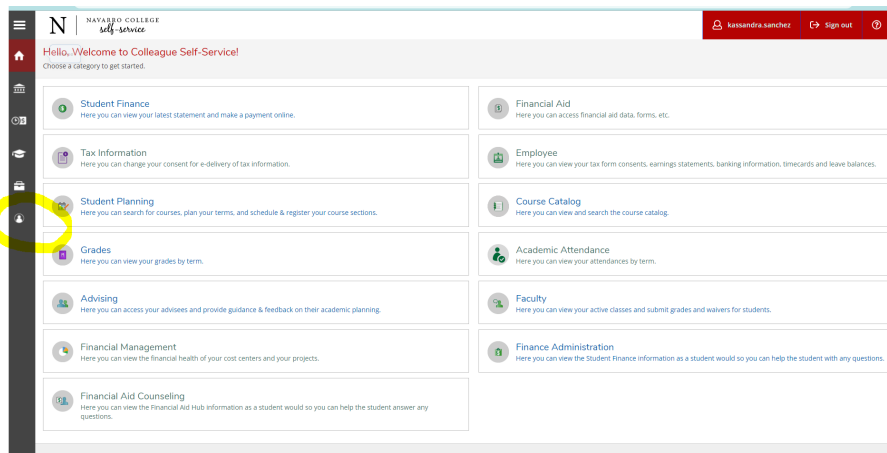 N NAVARRO COLLEGE
self-service
kassandra.sanchez Sign out
Hello, Welcome to Colleague Self-Service!
Choose a category to get started.
Student Finance
Here you can view your latest statement and make a payment online.
Financial Aid
Here you can access financial aid data, forms, etc.
Tax Information
Here you can change your consent for e-delivery of tax information.
Employee
Here you can view your tax form consents, earnings statements, banking information, timecards and leave balances.
Student Planning
Here you can search for courses, plan your terms, and schedule & register your course sections.
Course Catalog
Here you can view and search the course catalog.
Grades
Here you can view your grades by term.
Academic Attendance
Here you can view your attendances by term.
Advising
Here you can access your advisees and provide guidance & feedback on their academic planning.
Faculty
Here you can view your active classes and submit grades and waivers for students.
Financial Management
Here you can view the financial health of your cost centers and your projects.
Finance Administration
Here you can view the Student Finance information as a student would so you can help the student with any questions.
Financial Aid Counseling
Here you can view the Financial Aid Hub information as a student would so you can help the student answer any
questions.